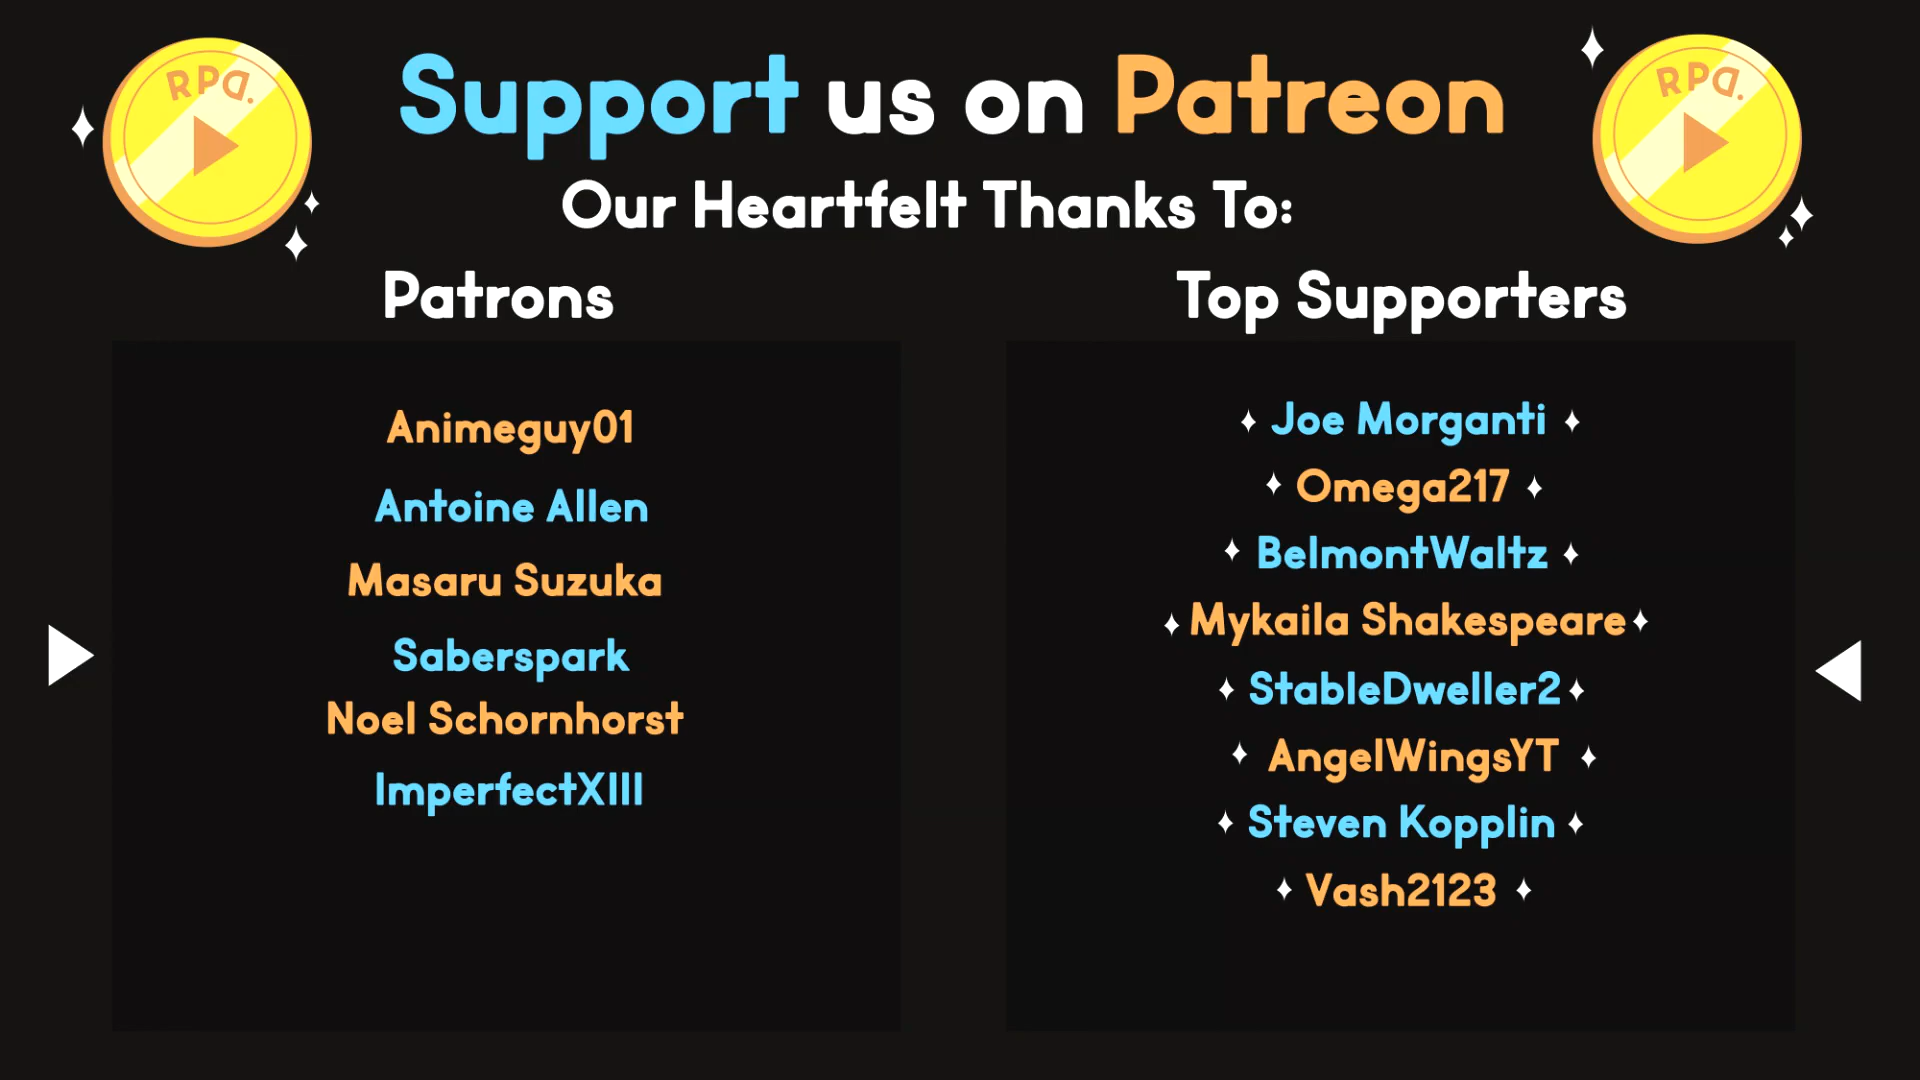 RPG.
RPG.
Support us on Patreon
Our Heartfelt Thanks To:
Patrons
Animeguy01
Antoine Allen
Masaru Suzuka
Saberspark
Noel Schornhorst
ImperfectXIII
Top Supporters
Joe Morganti
Omega217
BelmontWaltz
Mykaila Shakespeare
StableDweller2
AngelWingsYT
Steven Kopplin
Vash2123